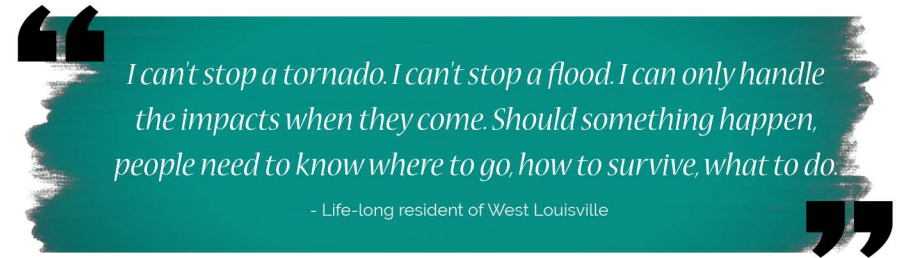 I can't stop a tornado. I can't stop a flood. I can only handle
the impacts when they come. Should something happen,
people need to know where to go, how to survive, what to do.
- Life-long resident of West Louisville